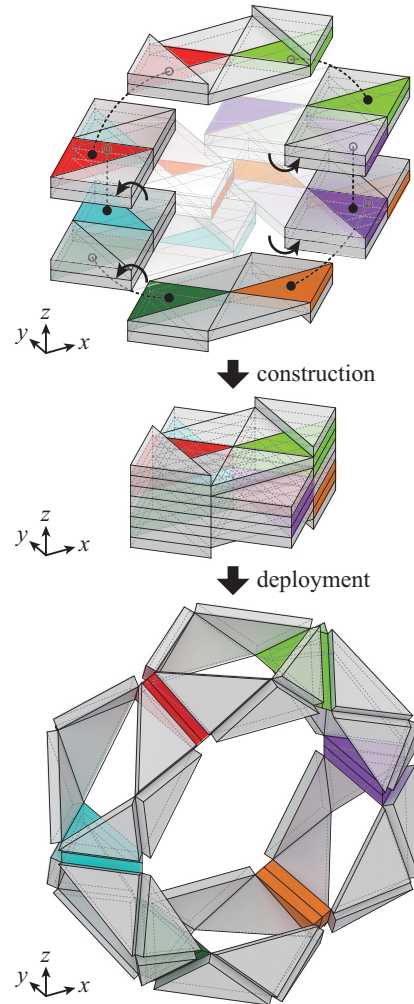 z
y x
construction
z
y x
deployment
z
y x